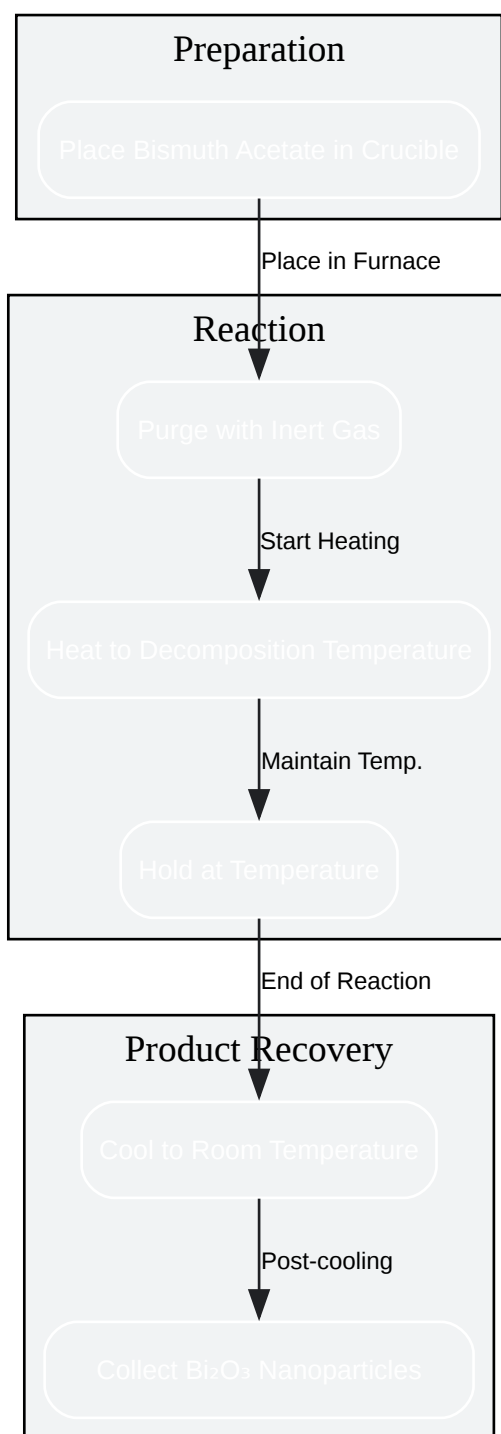 Preparation
Place Bismuth Acetate in Crucible
Place in Furnace
Reaction
Purge with Inert Gas
Start Heating
Heat to Decomposition Temperature
Maintain Temp.
Hold at Temperature
End of Reaction
Product Recovery
Cool to Room Temperature
Post-cooling
Collect Bi₂O₃ Nanoparticles